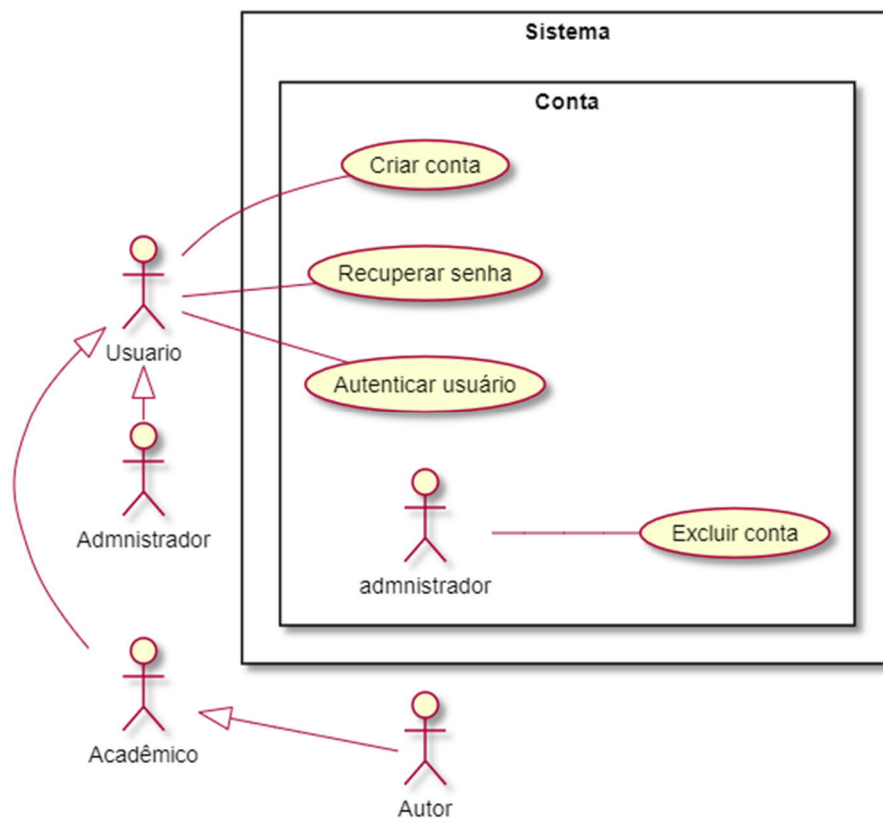 Sistema
Conta
Criar conta
Recuperar senha
Usuario
Autenticar usuário
Admnistrador
Excluir conta
admnistrador
Acadêmico
Autor